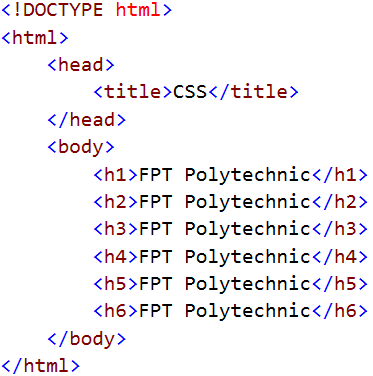 <!DOCTYPE html>
<html>
    <head>
        <title>CSS</title>
    </head>
    <body>
        <h1>FPT Polytechnic</h1>
        <h2>FPT Polytechnic</h2>
        <h3>FPT Polytechnic</h3>
        <h4>FPT Polytechnic</h4>
        <h5>FPT Polytechnic</h5>
        <h6>FPT Polytechnic</h6>
    </body>
</html>